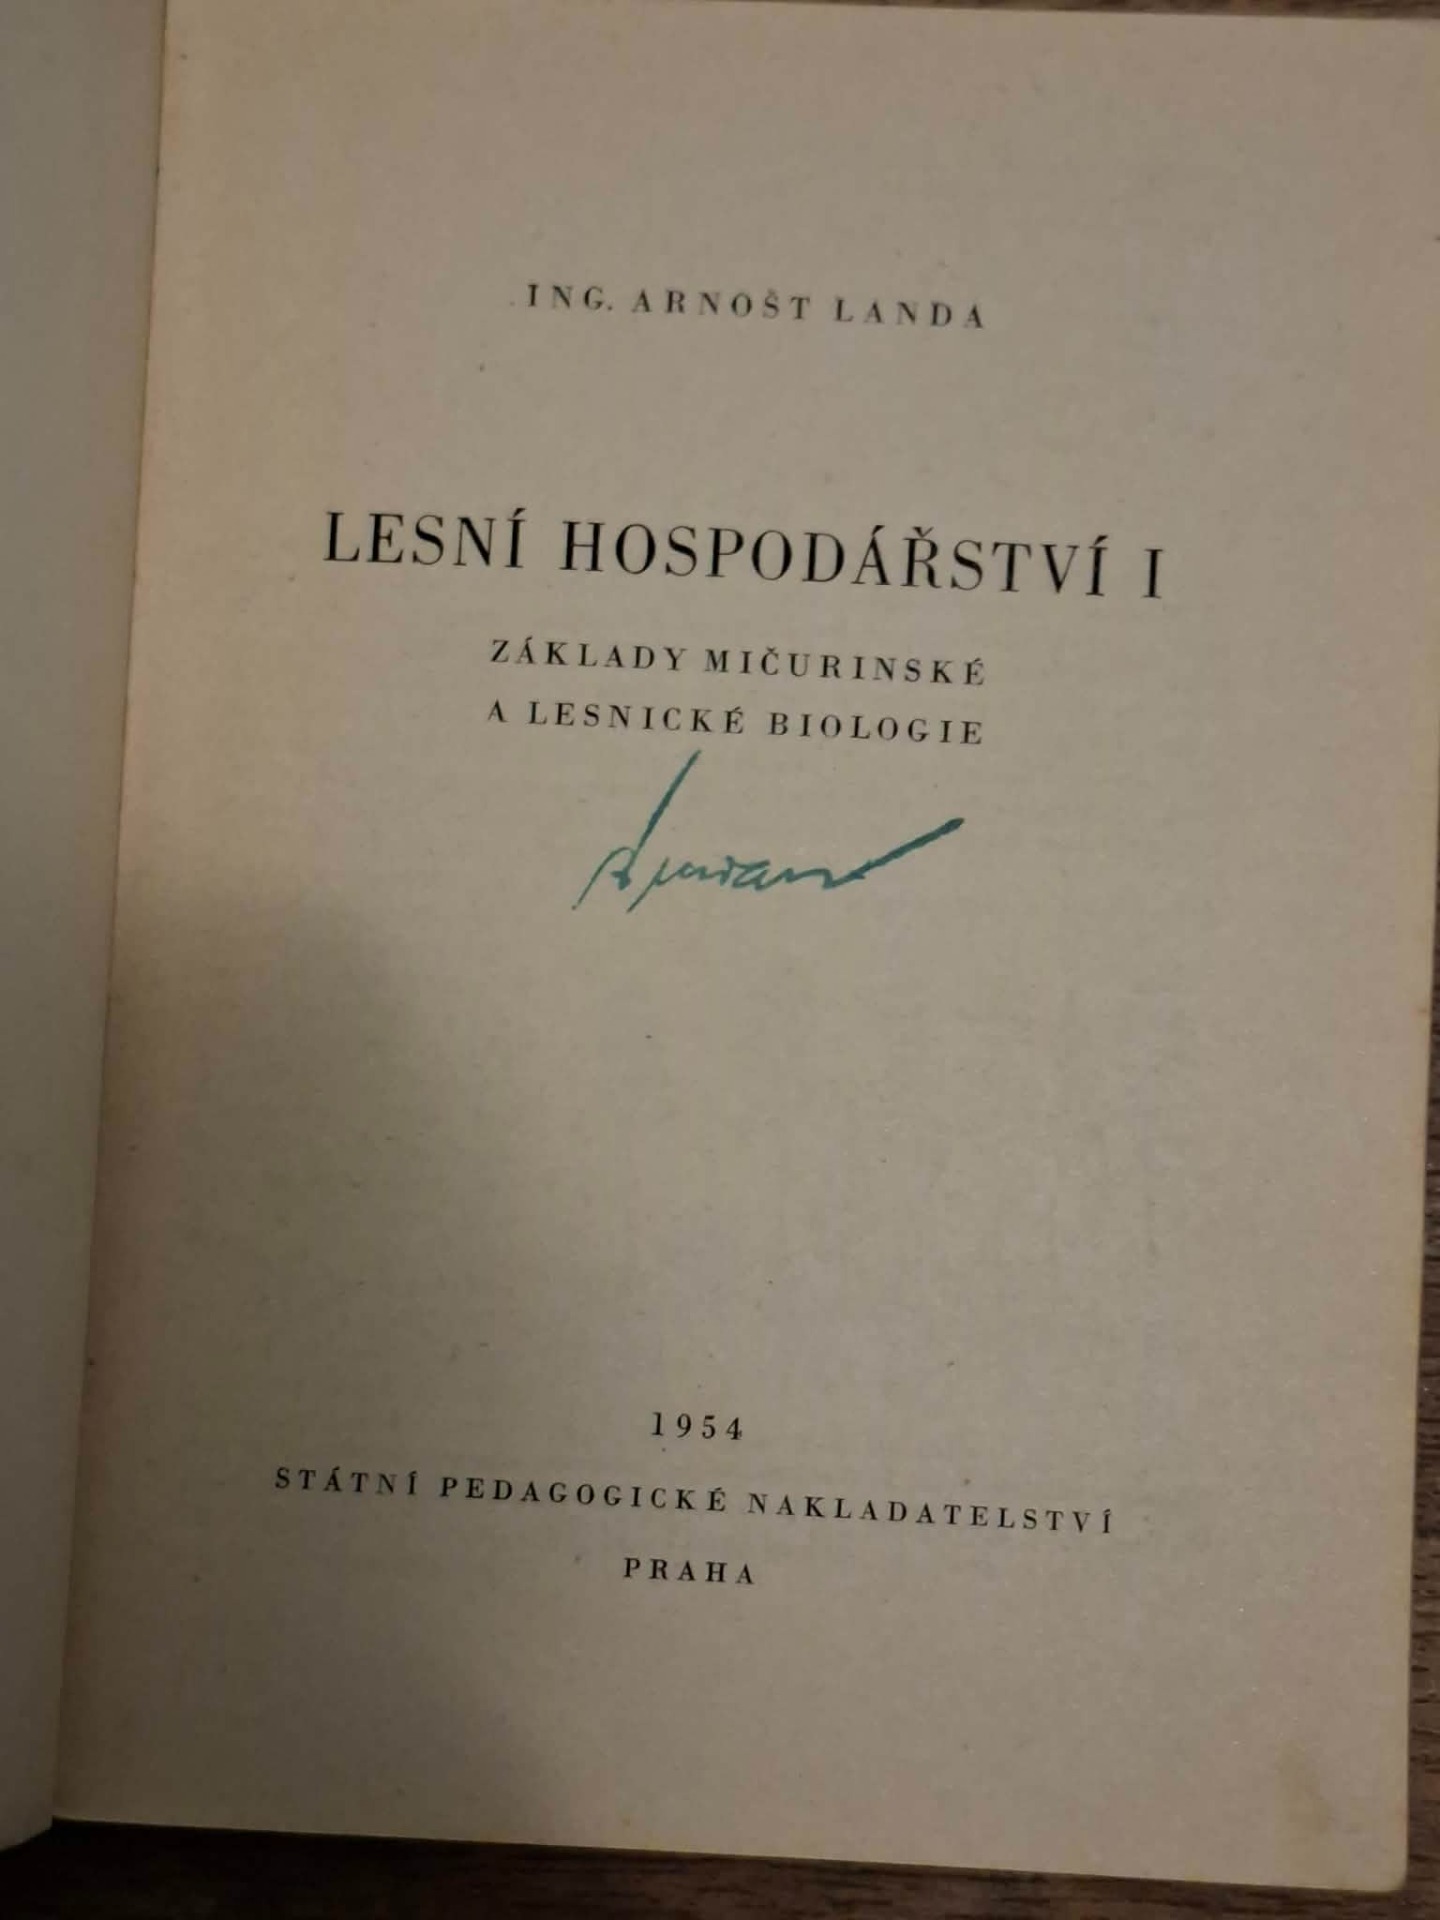 ING. ARNOŠT LANDA
LESNÍ HOSPODÁŘSTVÍ I
ZÁKLADY MIČURINSKÉ
A LESNICKÉ BIOLOGIE
1954
STÁTNÍ PEDAGOGICKÉ NAKLADATELSTVÍ
PRAHA